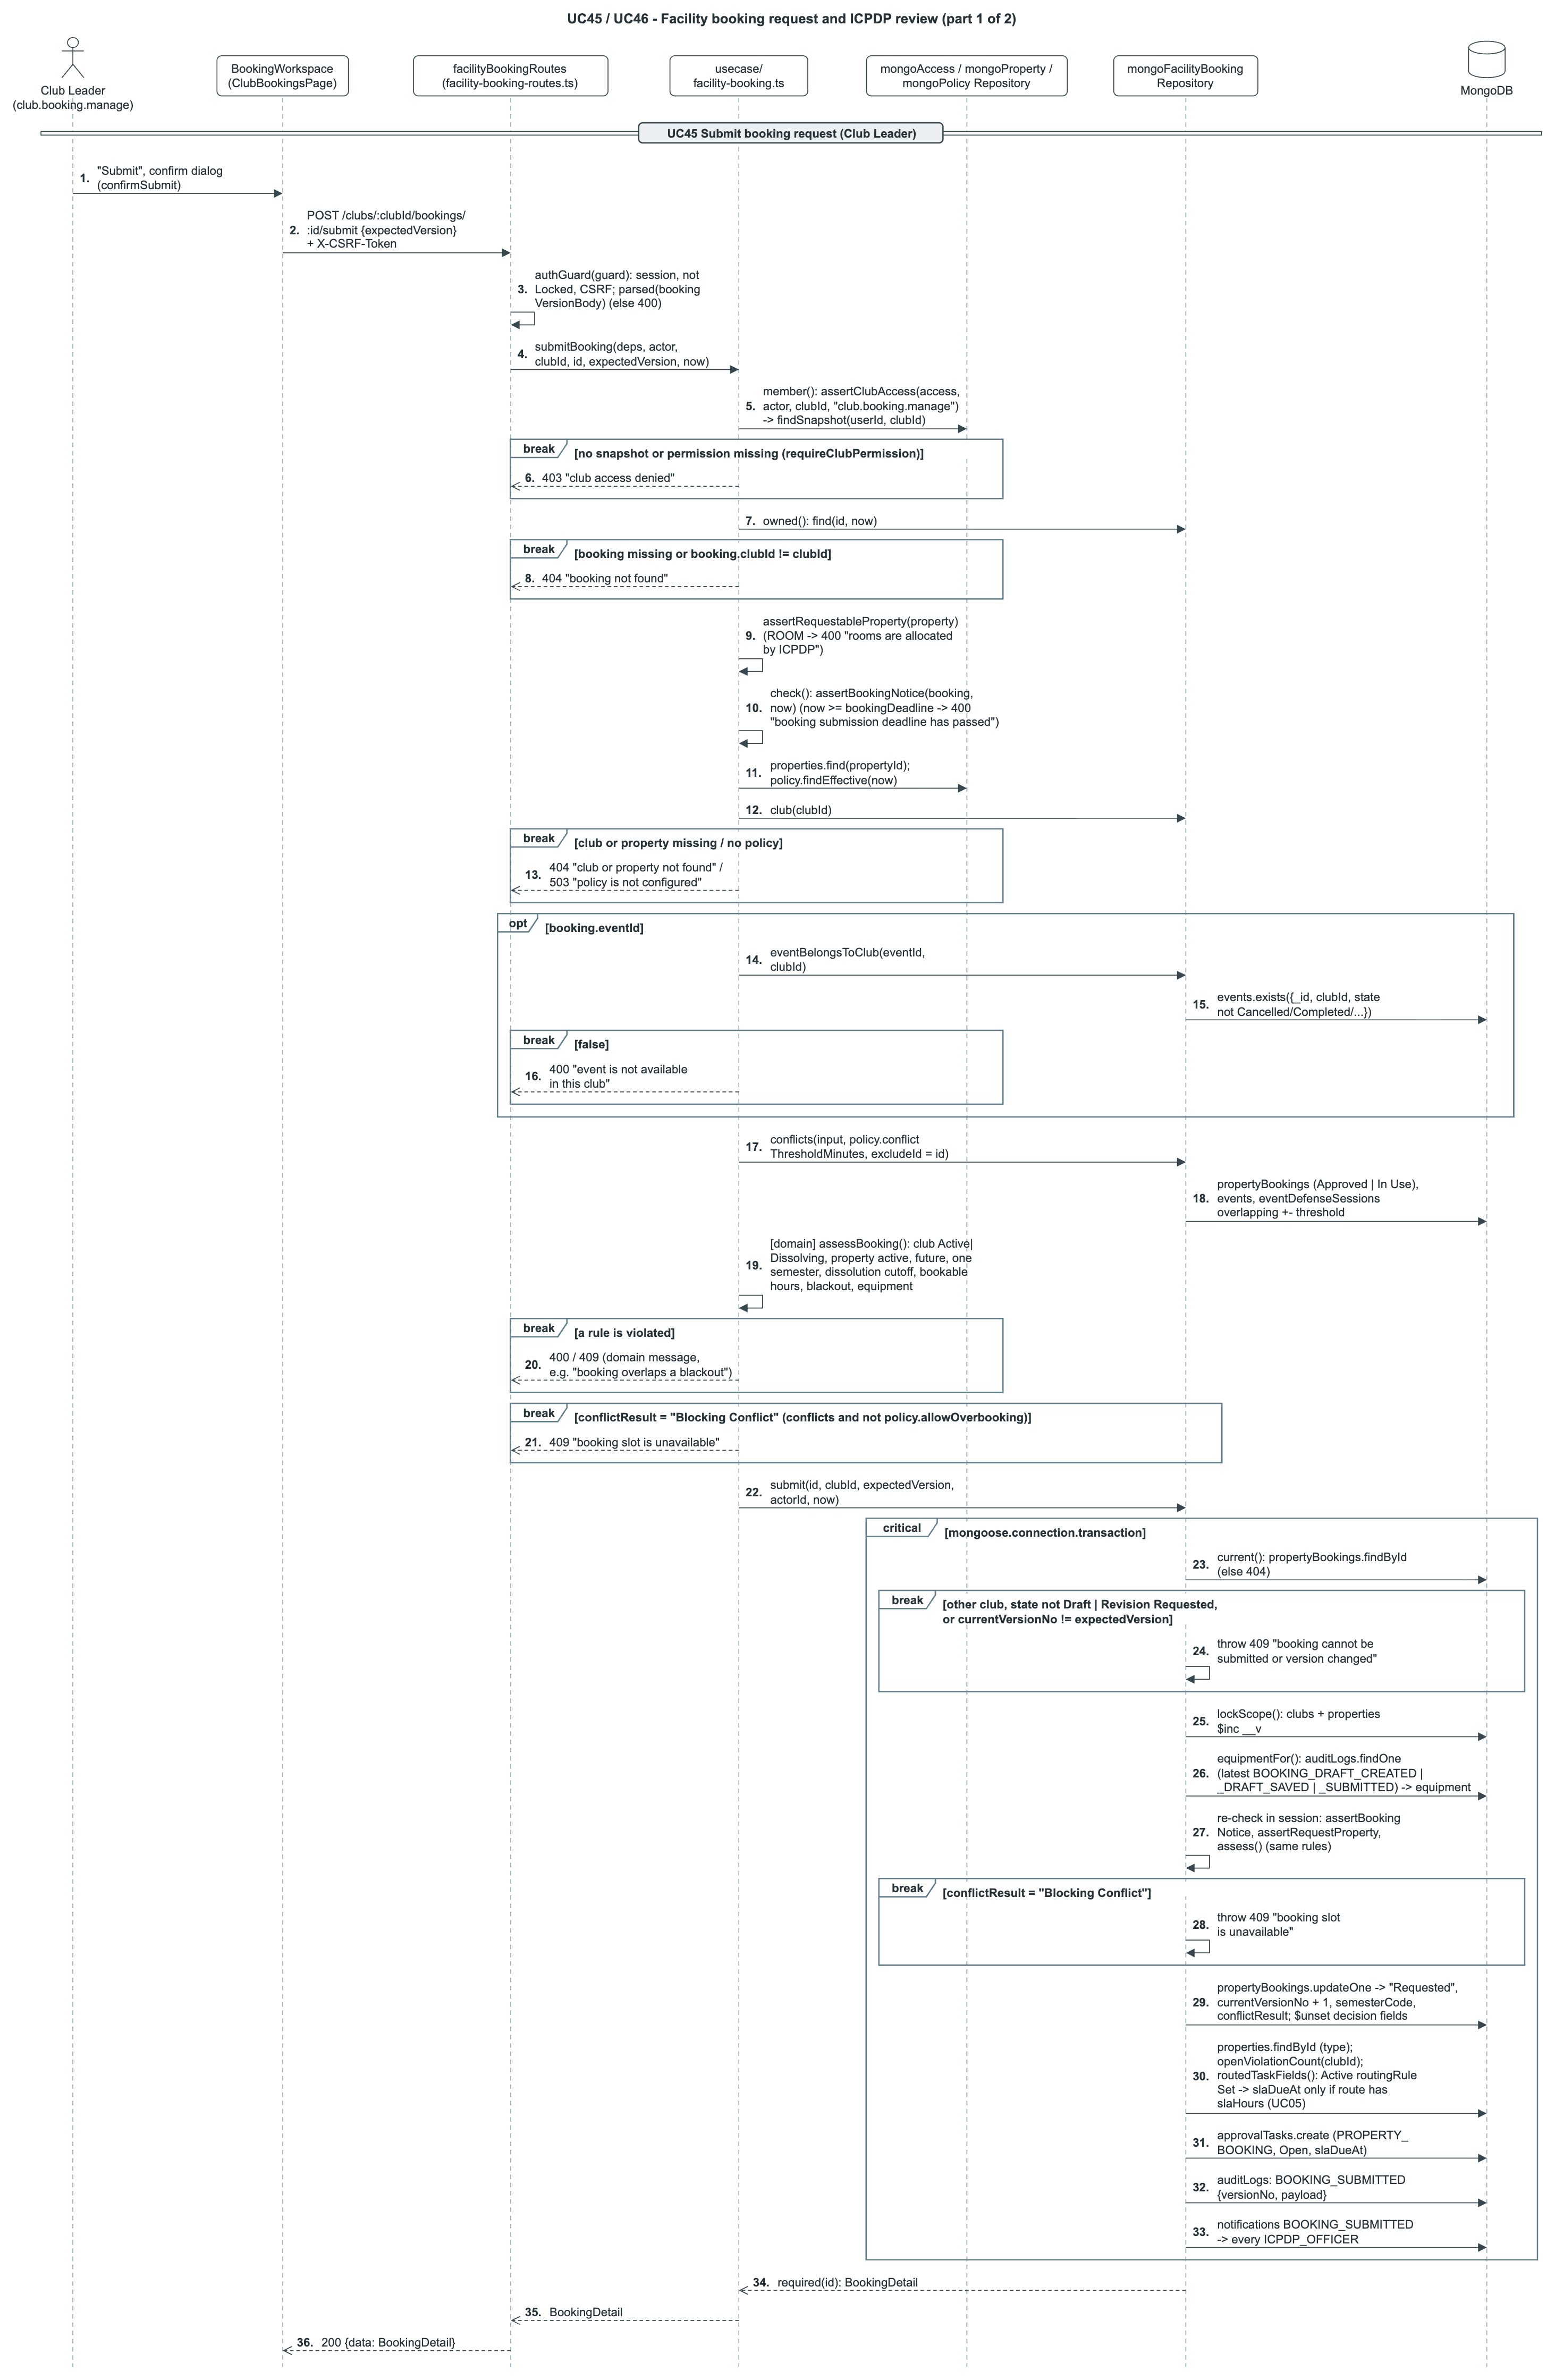 UC45 / UC46 - Facility booking request and ICPDP review (part 1 of 2)
Club Leader
(club.booking.manage)
BookingWorkspace
(ClubBookingsPage)
facilityBookingRoutes
(facility-booking-routes.ts)
usecase/
facility-booking.ts
mongoAccess / mongoProperty /
mongoPolicy Repository
mongoFacilityBooking
Repository
MongoDB
UC45 Submit booking request (Club Leader)
1. "Submit", confirm dialog
(confirmSubmit)
2. POST /clubs/:clubId/bookings/
:id/submit {expectedVersion}
+ X-CSRF-Token
3. authGuard(guard): session, not
Locked, CSRF; parsed(booking
VersionBody) (else 400)
4. submitBooking(deps, actor,
clubId, id, expectedVersion, now)
5. member(): assertClubAccess(access,
actor, clubId, "club.booking.manage")
-> findSnapshot(userId, clubId)
break [no snapshot or permission missing (requireClubPermission)]
6. 403 "club access denied"
7. owned(): find(id, now)
break [booking missing or booking.clubId != clubId]
8. 404 "booking not found"
9. assertRequestableProperty(property)
(ROOM -> 400 "rooms are allocated
by ICPDP")
10. check(): assertBookingNotice(booking,
now) (now >= bookingDeadline -> 400
"booking submission deadline has passed")
11. properties.find(propertyId);
policy.findEffective(now)
12. club(clubId)
break [club or property missing / no policy]
13. 404 "club or property not found" /
503 "policy is not configured"
opt [booking.eventId]
14. eventBelongsToClub(eventId,
clubId)
15. events.exists({_id, clubId, state
not Cancelled/Completed/...})
break [false]
16. 400 "event is not available
in this club"
17. conflicts(input, policy.conflict
ThresholdMinutes, excludeId = id)
18. propertyBookings (Approved | In Use),
events, eventDefenseSessions
overlapping +- threshold
19. [domain] assessBooking(): club Active|
Dissolving, property active, future, one
semester, dissolution cutoff, bookable
hours, blackout, equipment
break [a rule is violated]
20. 400 / 409 (domain message,
e.g. "booking overlaps a blackout")
break [conflictResult = "Blocking Conflict" (conflicts and not policy.allowOverbooking)]
21. 409 "booking slot is unavailable"
22. submit(id, clubId, expectedVersion,
actorId, now)
critical [mongoose.connection.transaction]
23. current(): propertyBookings.findById
(else 404)
break [other club, state not Draft | Revision Requested,
or currentVersionNo != expectedVersion]
24. throw 409 "booking cannot be
submitted or version changed"
25. lockScope(): clubs + properties
$inc __v
26. equipmentFor(): auditLogs.findOne
(latest BOOKING_DRAFT_CREATED |
_DRAFT_SAVED | _SUBMITTED) -> equipment
27. re-check in session: assertBooking
Notice, assertRequestProperty,
assess() (same rules)
break [conflictResult = "Blocking Conflict"]
28. throw 409 "booking slot
is unavailable"
29. propertyBookings.updateOne -> "Requested",
currentVersionNo + 1, semesterCode,
conflictResult; $unset decision fields
30. properties.findById (type);
openViolationCount(clubId);
routedTaskFields(): Active routingRule
Set -> slaDueAt only if route has
slaHours (UC05)
31. approvalTasks.create (PROPERTY_
BOOKING, Open, slaDueAt)
32. auditLogs: BOOKING_SUBMITTED
{versionNo, payload}
33. notifications BOOKING_SUBMITTED
-> every ICPDP_OFFICER
34. required(id): BookingDetail
35. BookingDetail
36. 200 {data: BookingDetail}